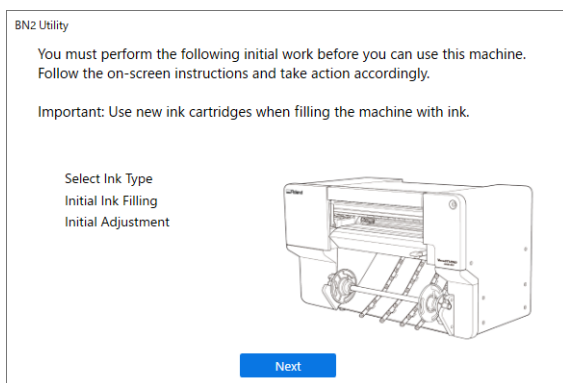 BN2 Utility
You must perform the following initial work before you can use this machine.
Follow the on-screen instructions and take action accordingly.
Important: Use new ink cartridges when filling the machine with ink.
Select Ink Type
Initial Ink Filling
Initial Adjustment
Roland
Next